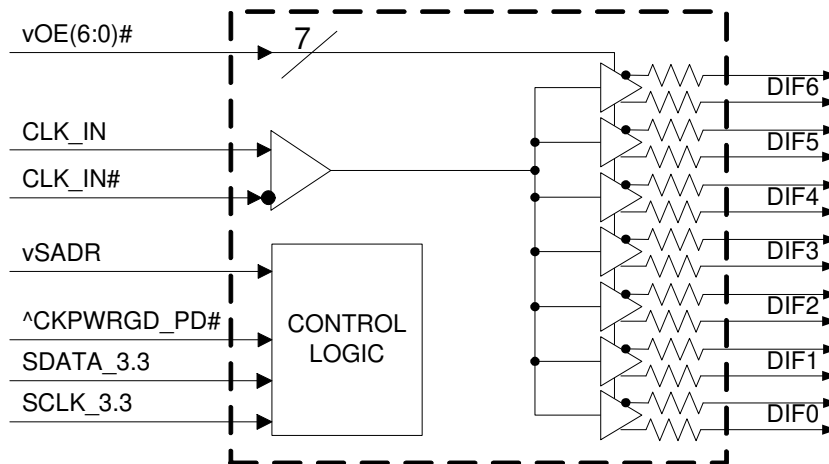 vOE(6:0)#
7
CLK_IN
CLK_IN#
vSADR
^CKPWRGD_PD#
SDATA_3.3
SCLK_3.3
CONTROL
LOGIC
DIF6
DIF5
DIF4
DIF3
DIF2
DIF1
DIF0